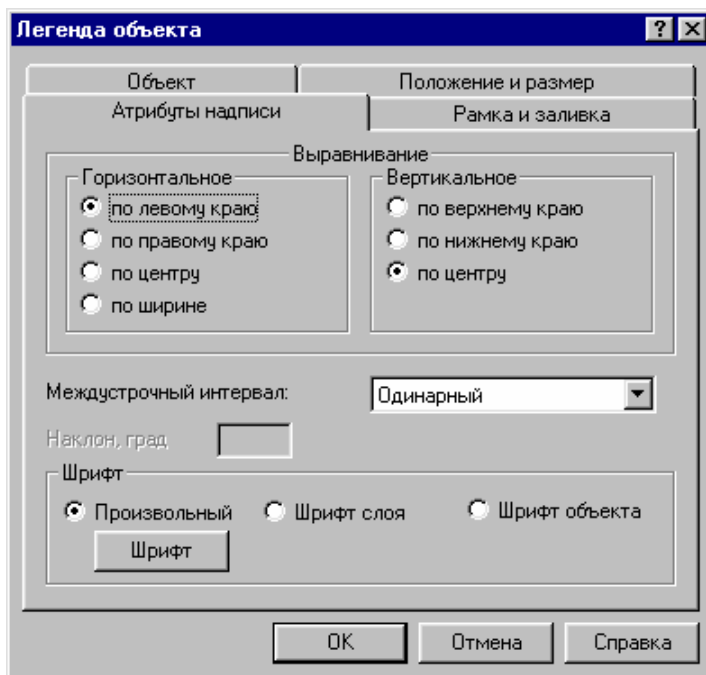 Легенда объекта
Объект Положение и размер
Атрибуты надписи Рамка и заливка
Выравнивание
Горизонтальное Вертикальное
по левому краю по верхнему краю
по правому краю по нижнему краю
по центру по центру
по ширине
Междустрочный интервал: Одинарный
Наклон, град
Шрифт
Произвольный Шрифт слоя Шрифт объекта
Шрифт
OK Отмена Справка